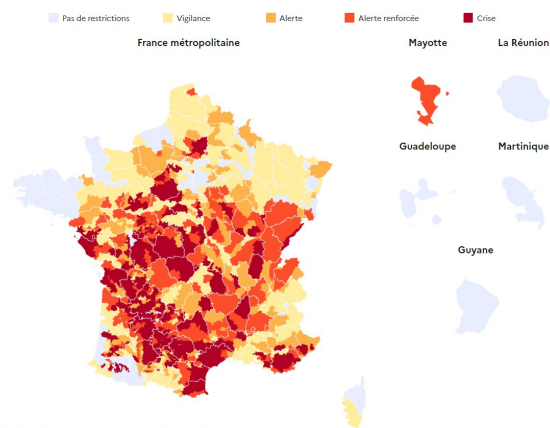 Pas de restrictions Vigilance Alerte Alerte renforcée Crise
France métropolitaine Mayotte La Réunion
Guadeloupe Martinique
Guyane